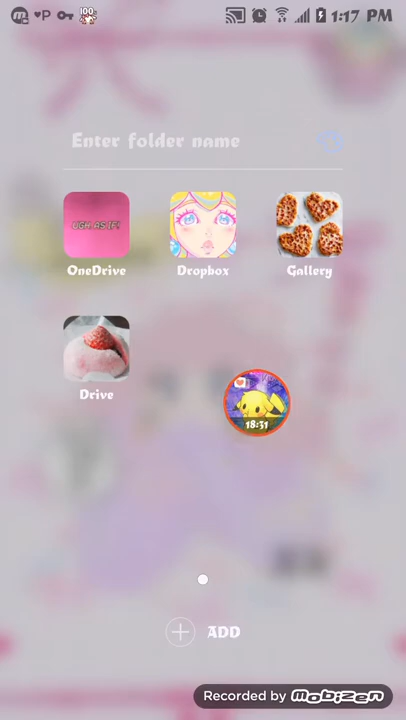 ♥P 100 1:17 PM
Enter folder name
UGH, AS IF!
OneDrive Dropbox Gallery
Drive
18:31
ADD
Recorded by mobizen